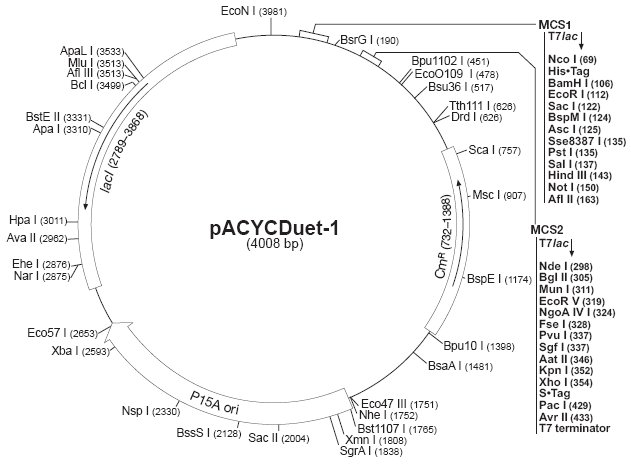 EcoN I (3981)
BsrG I (190)
Bpu1102 I (451)
EcoO109 I (478)
Bsu36 I (517)
Tth111 I (626)
Drd I (626)
Sca I (757)
Msc I (907)
BspE I (1174)
Bpu10 I (1398)
BsaA I (1481)
Eco47 III (1751)
Nhe I (1752)
Bst1107 I (1765)
Xmn I (1808)
SgrA I (1838)
Sac II (2004)
BssS I (2128)
Nsp I (2330)
Xba I (2593)
Eco57 I (2653)
Nar I (2875)
Ehe I (2876)
Ava II (2962)
Hpa I (3011)
Apa I (3310)
BstE II (3331)
Bcl I (3499)
Afl III (3513)
Mlu I (3513)
ApaL I (3533)
lacI (2789–3868)
CmR (732–1388)
P15A ori
pACYCDuet-1
(4008 bp)
MCS1
T7lac
Nco I (69)
His•Tag
BamH I (106)
EcoR I (112)
Sac I (122)
BspM I (124)
Asc I (125)
Sse8387 I (135)
Pst I (135)
Sal I (137)
Hind III (143)
Not I (150)
Afl II (163)
MCS2
T7lac
Nde I (298)
Bgl II (305)
Mun I (311)
EcoR V (319)
NgoA IV I (324)
Fse I (328)
Pvu I (337)
Sgf I (337)
Aat II (346)
Kpn I (352)
Xho I (354)
S•Tag
Pac I (429)
Avr II (433)
T7 terminator